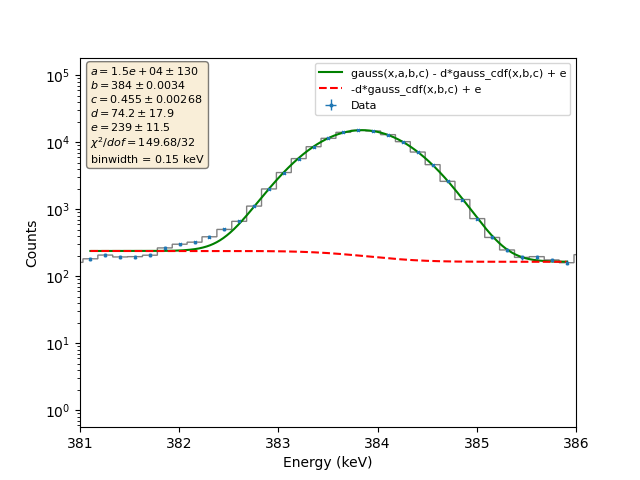 a = 1.5e + 04 ± 130
b = 384 ± 0.0034
c = 0.455 ± 0.00268
d = 74.2 ± 17.9
e = 239 ± 11.5
χ²/dof = 149.68/32
binwidth = 0.15 keV
gauss(x,a,b,c) - d*gauss_cdf(x,b,c) + e
-d*gauss_cdf(x,b,c) + e
Data
Counts
10⁵
10⁴
10³
10²
10¹
10⁰
381 382 383 384 385 386
Energy (keV)